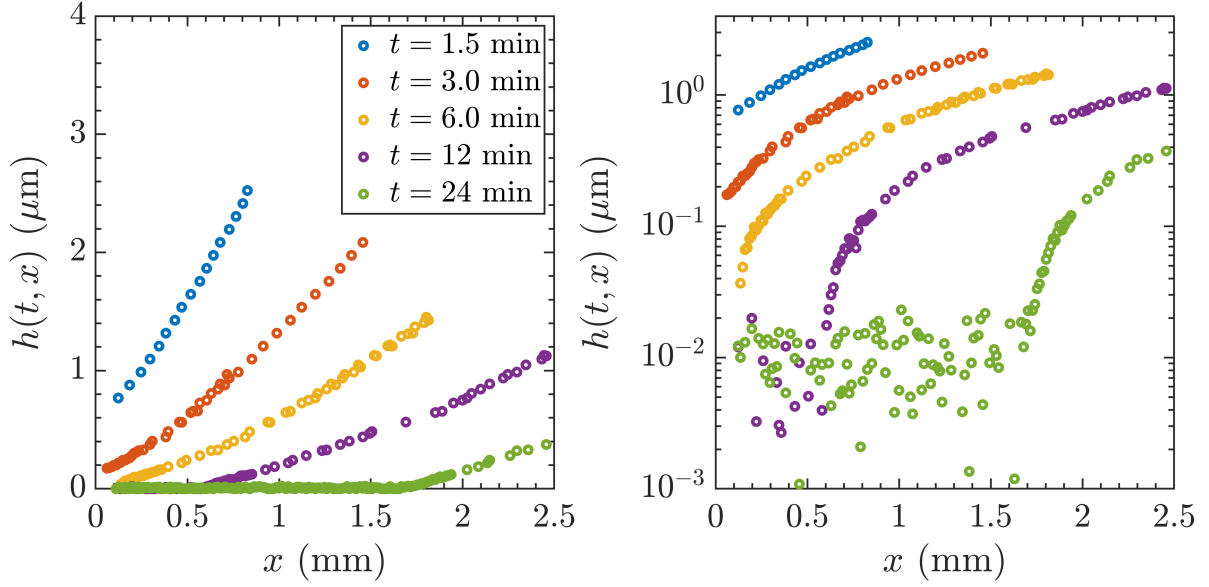 4
3
2
1
0
h(t, x) (μm)
t = 1.5 min
t = 3.0 min
t = 6.0 min
t = 12 min
t = 24 min
0 0.5 1 1.5 2 2.5
x (mm)
10⁰
10⁻¹
10⁻²
10⁻³
h(t, x) (μm)
0 0.5 1 1.5 2 2.5
x (mm)